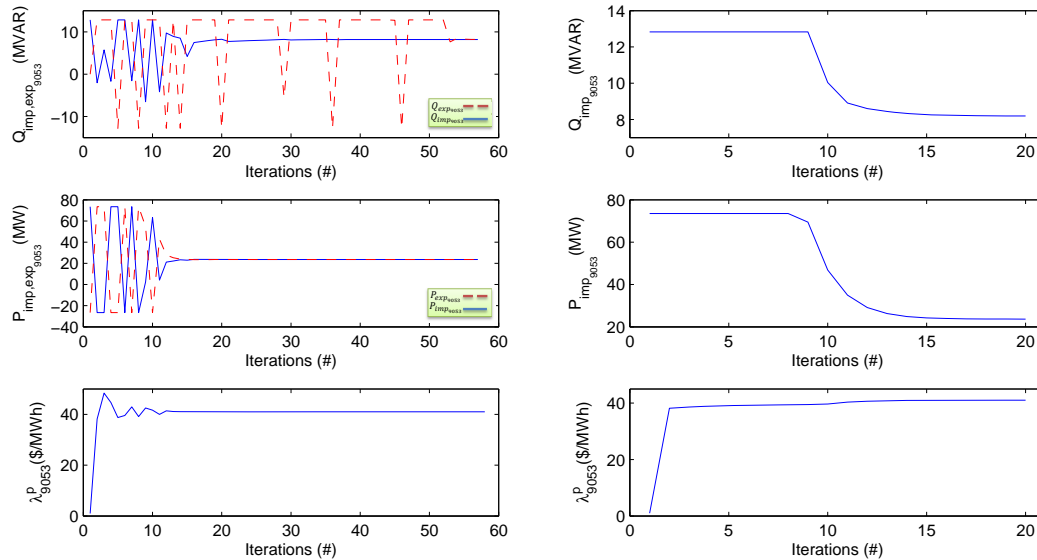 10
0
−10
Q_imp,exp_9053 (MVAR)
Q_exp_9053
Q_imp_9053
0 10 20 30 40 50 60
Iterations (#)
14
12
10
8
Q_imp_9053 (MVAR)
0 5 10 15 20
Iterations (#)
80
60
40
20
0
−20
−40
P_imp,exp_9053 (MW)
P_exp_9053
P_imp_9053
0 10 20 30 40 50 60
Iterations (#)
80
60
40
20
P_imp_9053 (MW)
0 5 10 15 20
Iterations (#)
40
20
0
λ^p_9053($/MWh)
0 10 20 30 40 50 60
Iterations (#)
40
20
0
λ^p_9053($/MWh)
0 5 10 15 20
Iterations (#)